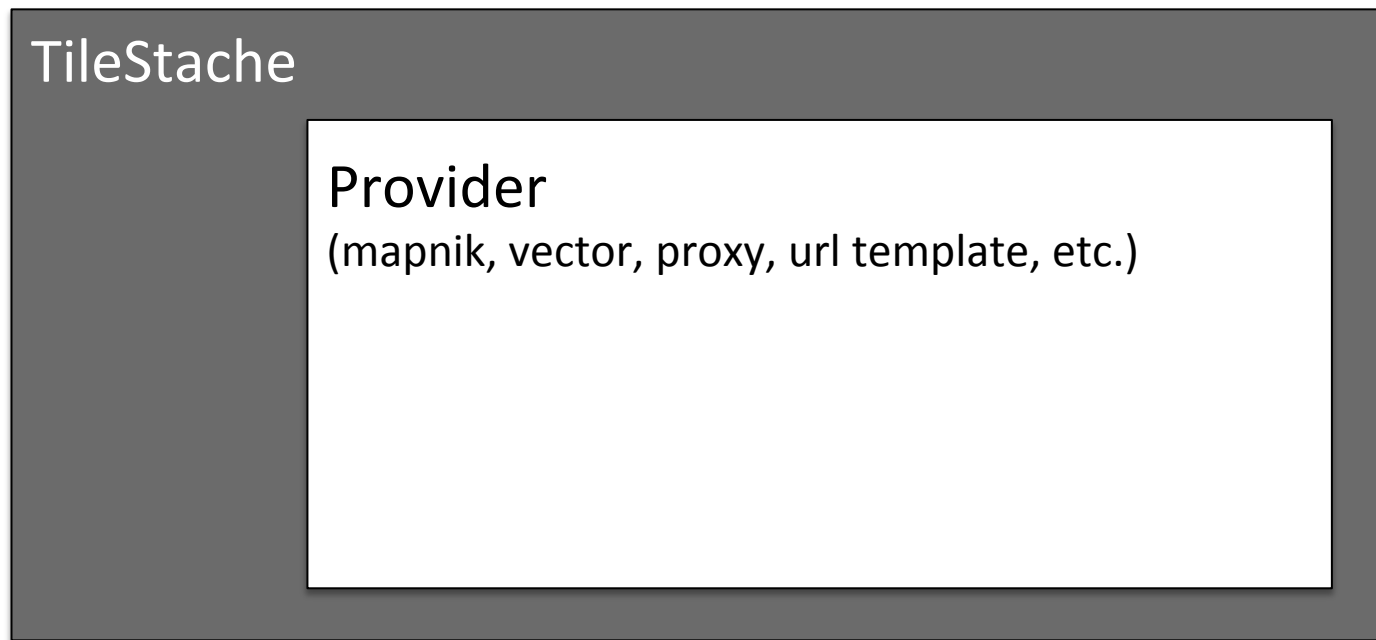 TileStache
Provider
(mapnik, vector, proxy, url template, etc.)